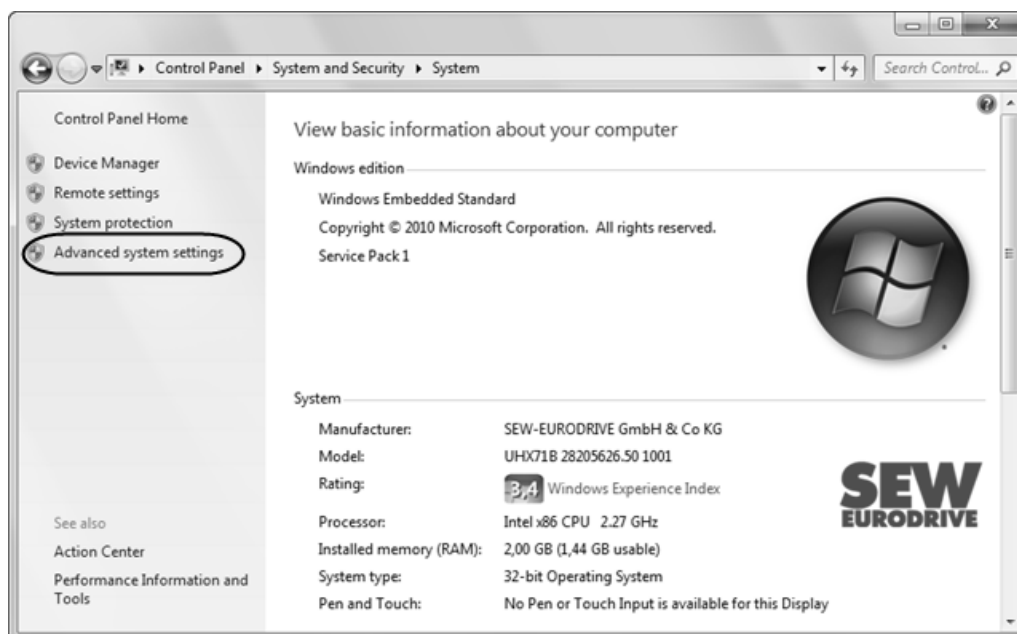 Control Panel
System and Security
System
Search Control...
Control Panel Home
Device Manager
Remote settings
System protection
Advanced system settings
See also
Action Center
Performance Information and
Tools
View basic information about your computer
Windows edition
Windows Embedded Standard
Copyright © 2010 Microsoft Corporation.  All rights reserved.
Service Pack 1
System
Manufacturer: SEW-EURODRIVE GmbH & Co KG
Model: UHX71B 28205626.50 1001
Rating: 3,4 Windows Experience Index
Processor: Intel x86 CPU   2.27 GHz
Installed memory (RAM): 2,00 GB (1,44 GB usable)
System type: 32-bit Operating System
Pen and Touch: No Pen or Touch Input is available for this Display
SEW
EURODRIVE